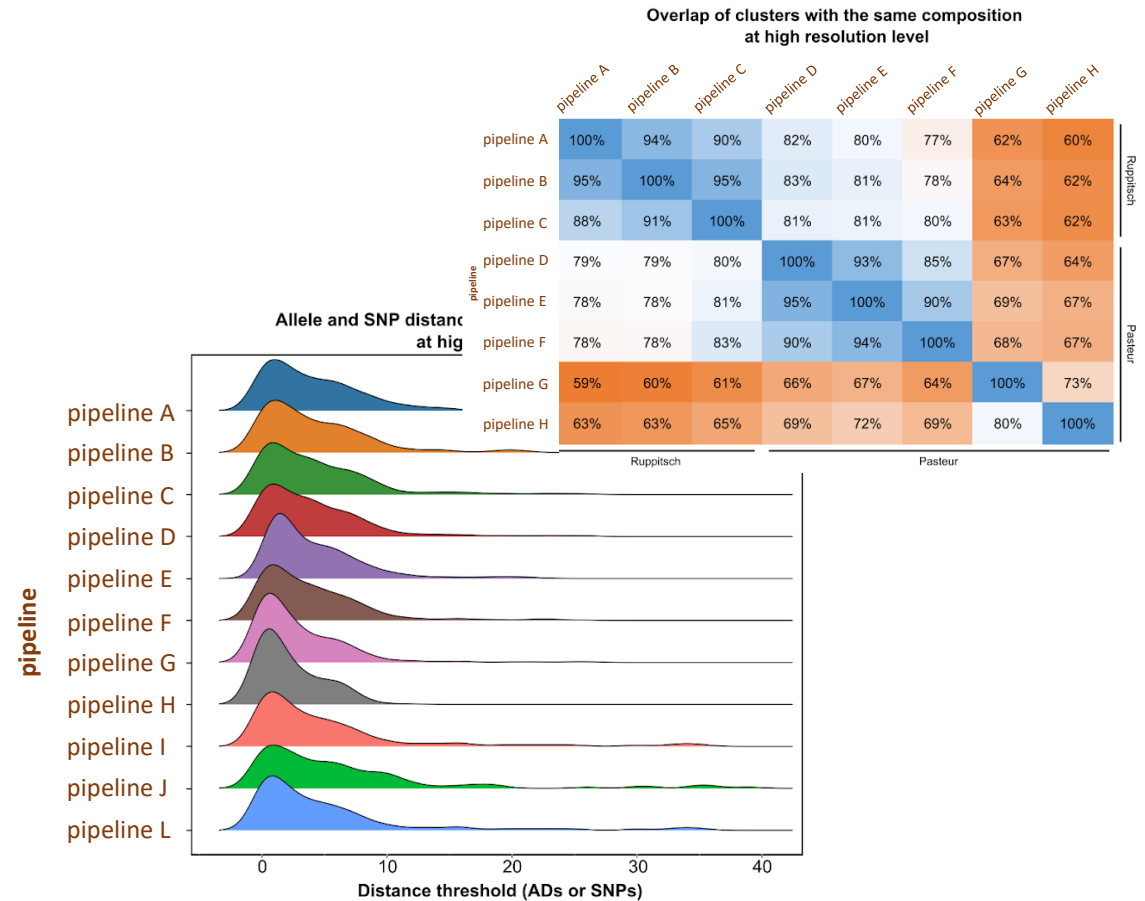 Overlap of clusters with the same composition
at high resolution level
pipeline A pipeline B pipeline C pipeline D pipeline E pipeline F pipeline G pipeline H
pipeline A 100% 94% 90% 82% 80% 77% 62% 60%
pipeline B 95% 100% 95% 83% 81% 78% 64% 62%
pipeline C 88% 91% 100% 81% 81% 80% 63% 62%
pipeline D 79% 79% 80% 100% 93% 85% 67% 64%
pipeline E 78% 78% 81% 95% 100% 90% 69% 67%
pipeline F 78% 78% 83% 90% 94% 100% 68% 67%
pipeline G 59% 60% 61% 66% 67% 64% 100% 73%
pipeline H 63% 63% 65% 69% 72% 69% 80% 100%
pipeline
Ruppitsch
Pasteur
Ruppitsch Pasteur
Allele and SNP distanc
at hig
pipeline A
pipeline B
pipeline C
pipeline D
pipeline E
pipeline F
pipeline G
pipeline H
pipeline I
pipeline J
pipeline L
pipeline
0 10 20 30 40
Distance threshold (ADs or SNPs)